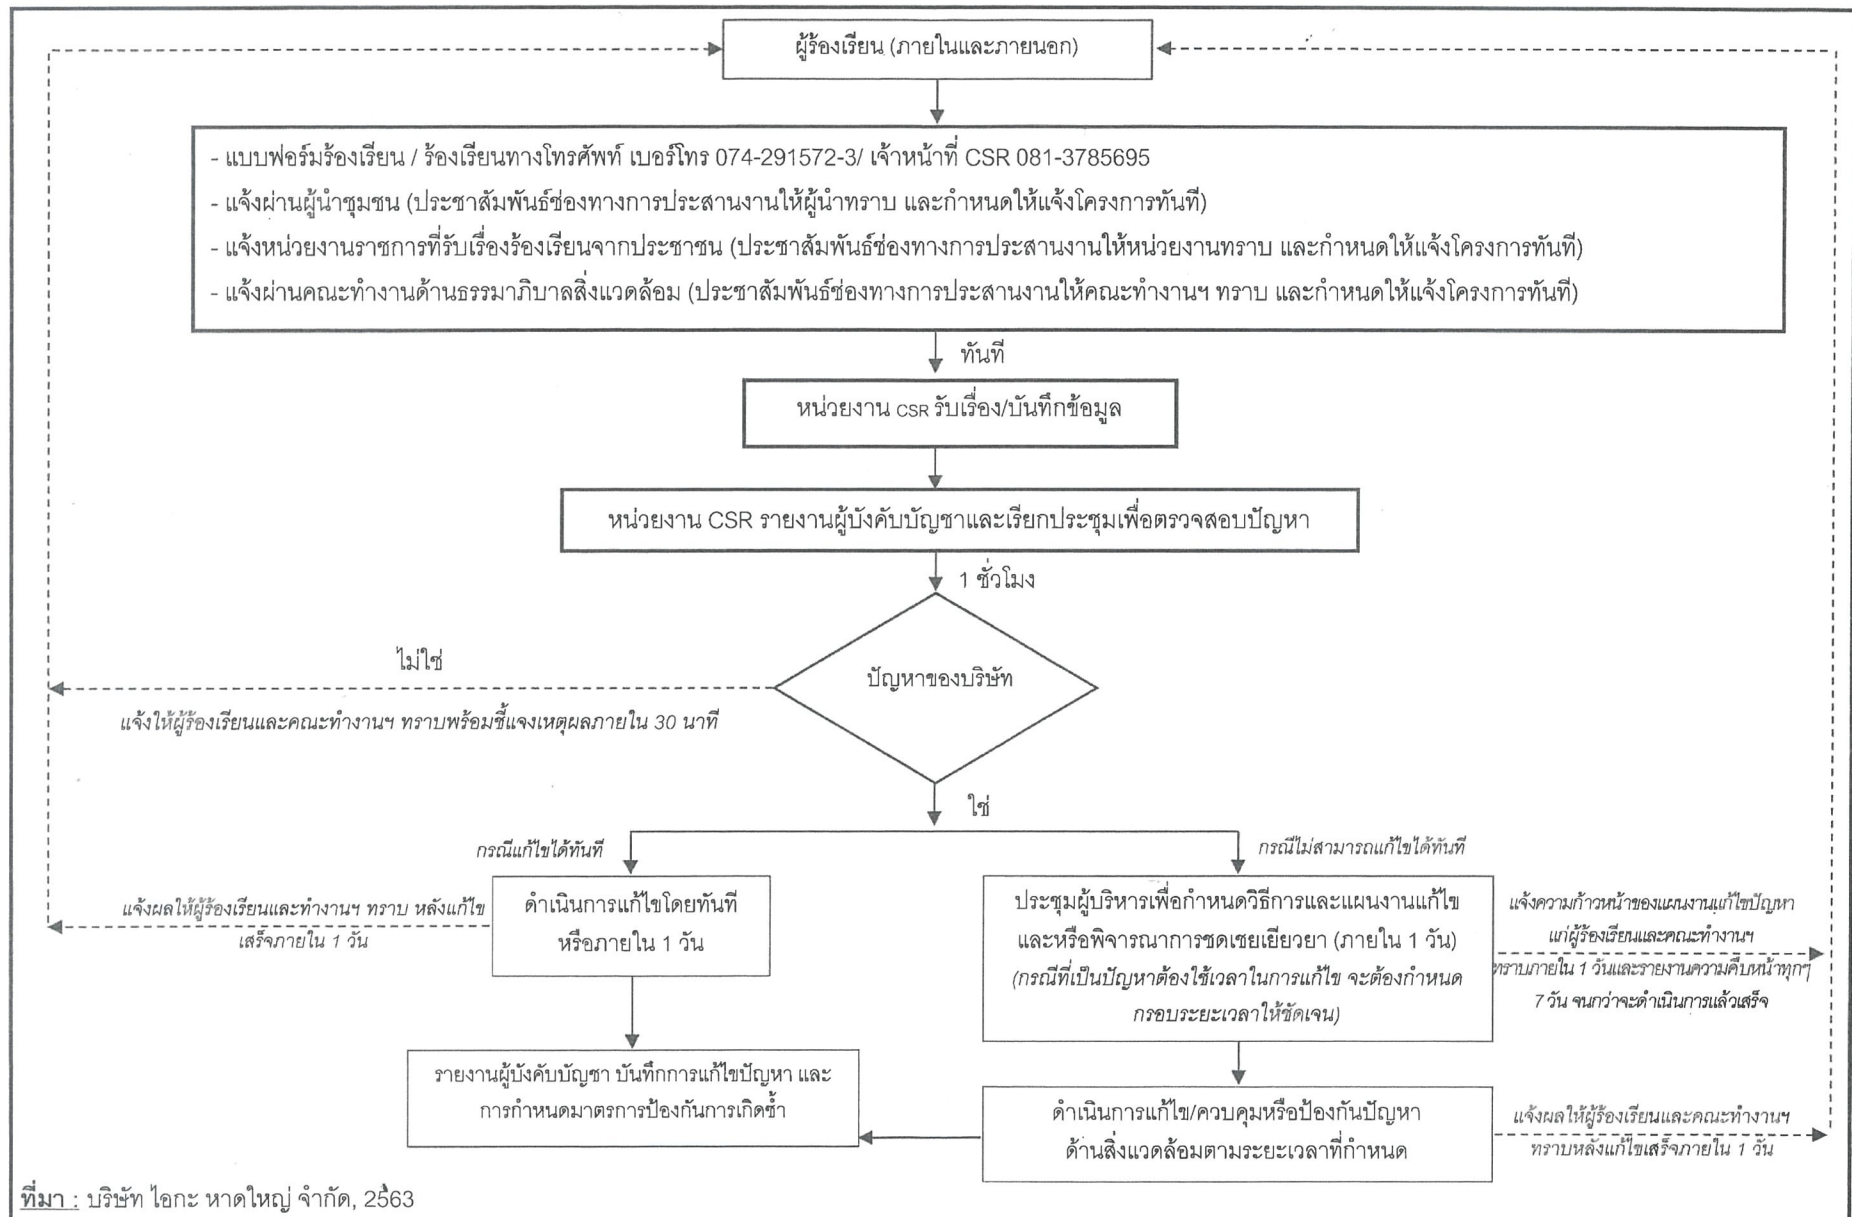 ผู้ร้องเรียน (ภายในและภายนอก)
- แบบฟอร์มร้องเรียน / ร้องเรียนทางโทรศัพท์ เบอร์โทร 074-291572-3/ เจ้าหน้าที่ CSR 081-3785695
- แจ้งผ่านผู้นำชุมชน (ประชาสัมพันธ์ช่องทางการประสานงานให้ผู้นำทราบ และกำหนดให้แจ้งโครงการทันที)
- แจ้งหน่วยงานราชการที่รับเรื่องร้องเรียนจากประชาชน (ประชาสัมพันธ์ช่องทางการประสานงานให้หน่วยงานทราบ และกำหนดให้แจ้งโครงการทันที)
- แจ้งผ่านคณะทำงานด้านธรรมาภิบาลสิ่งแวดล้อม (ประชาสัมพันธ์ช่องทางการประสานงานให้คณะทำงานฯ ทราบ และกำหนดให้แจ้งโครงการทันที)
ทันที
หน่วยงาน CSR รับเรื่อง/บันทึกข้อมูล
หน่วยงาน CSR รายงานผู้บังคับบัญชาและเรียกประชุมเพื่อตรวจสอบปัญหา
1 ชั่วโมง
ไม่ใช่
ปัญหาของบริษัท
แจ้งให้ผู้ร้องเรียนและคณะทำงานฯ ทราบพร้อมชี้แจงเหตุผลภายใน 30 นาที
ใช่
กรณีแก้ไขได้ทันที
กรณีไม่สามารถแก้ไขได้ทันที
แจ้งผลให้ผู้ร้องเรียนและทำงานฯ ทราบ หลังแก้ไข
เสร็จภายใน 1 วัน
ดำเนินการแก้ไขโดยทันที
หรือภายใน 1 วัน
ประชุมผู้บริหารเพื่อกำหนดวิธีการและแผนงานแก้ไข
และหรือพิจารณาการชดเชยเยียวยา (ภายใน 1 วัน)
(กรณีที่เป็นปัญหาต้องใช้เวลาในการแก้ไข จะต้องกำหนด
กรอบระยะเวลาให้ชัดเจน)
แจ้งความก้าวหน้าของแผนงานแก้ไขปัญหา
แก่ผู้ร้องเรียนและคณะทำงานฯ
ทราบภายใน 1 วันและรายงานความคืบหน้าทุกๆ
7 วัน จนกว่าจะดำเนินการแล้วเสร็จ
รายงานผู้บังคับบัญชา บันทึกการแก้ไขปัญหา และ
การกำหนดมาตรการป้องกันการเกิดซ้ำ
ดำเนินการแก้ไข/ควบคุมหรือป้องกันปัญหา
ด้านสิ่งแวดล้อมตามระยะเวลาที่กำหนด
แจ้งผลให้ผู้ร้องเรียนและคณะทำงานฯ
ทราบหลังแก้ไขเสร็จภายใน 1 วัน
ที่มา : บริษัท ไอกะ หาดใหญ่ จำกัด, 2563